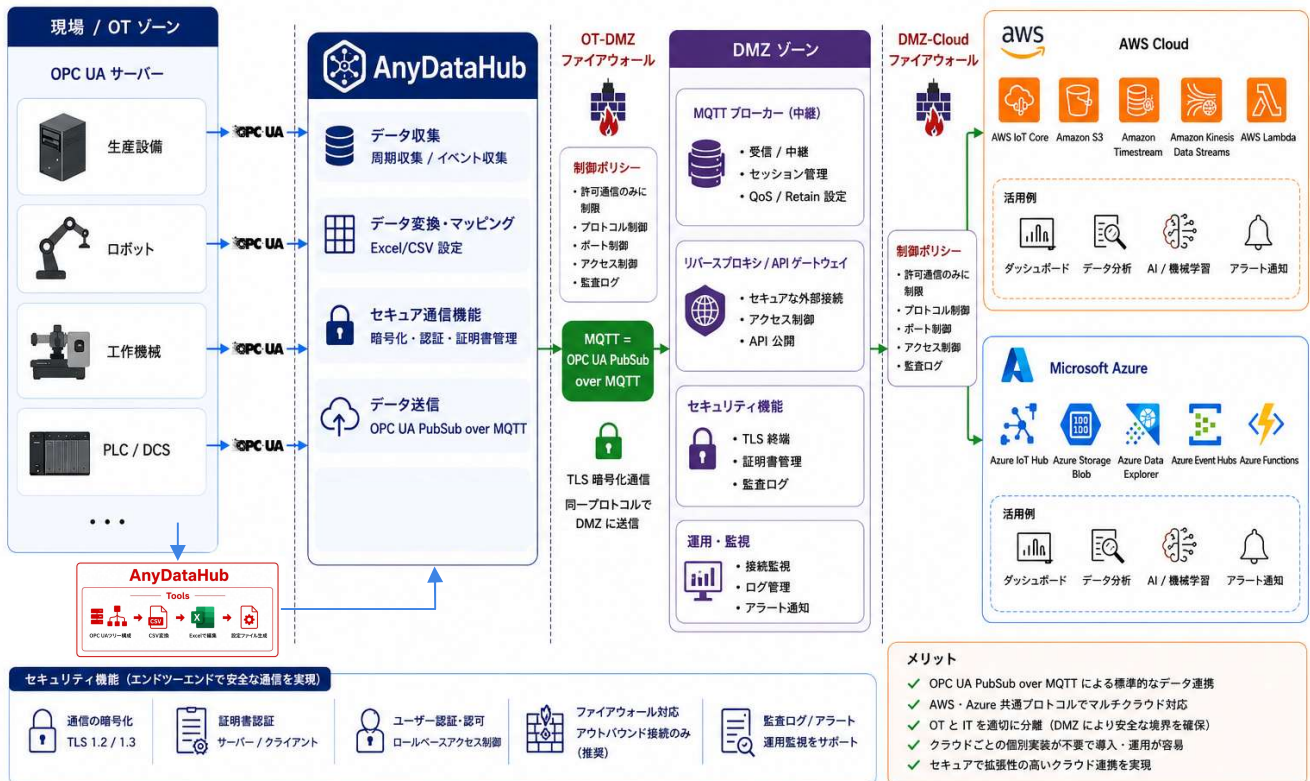 現場 / OT ゾーン
OPC UA サーバー
生産設備
ロボット
工作機械
PLC / DCS
• • •
OPC UA
OPC UA
OPC UA
OPC UA
AnyDataHub
Tools
OPC UAツリー構成
CSV
CSV変換
X
Excelで編集
設定ファイル生成
AnyDataHub
データ収集
周期収集 / イベント収集
データ変換・マッピング
Excel/CSV 設定
セキュア通信機能
暗号化・認証・証明書管理
データ送信
OPC UA PubSub over MQTT
OT-DMZ
ファイアウォール
制御ポリシー
・許可通信のみに
制限
・プロトコル制御
・ポート制御
・アクセス制御
・監査ログ
MQTT =
OPC UA PubSub
over MQTT
TLS 暗号化通信
同一プロトコルで
DMZ に送信
DMZ ゾーン
MQTT ブローカー (中継)
• 受信 / 中継
• セッション管理
• QoS / Retain 設定
リバースプロキシ / API ゲートウェイ
• セキュアな外部接続
• アクセス制御
• API 公開
セキュリティ機能
• TLS 終端
• 証明書管理
• 監査ログ
運用・監視
• 接続監視
• ログ管理
• アラート通知
DMZ-Cloud
ファイアウォール
制御ポリシー
・許可通信のみに
制限
・プロトコル制御
・ポート制御
・アクセス制御
・監査ログ
aws
AWS Cloud
AWS IoT Core
Amazon S3
Amazon
Timestream
Amazon Kinesis
Data Streams
AWS Lambda
活用例
ダッシュボード
データ分析
AI / 機械学習
アラート通知
Microsoft Azure
Azure IoT Hub
100
100
Azure Storage
Blob
Azure Data
Explorer
Azure Event Hubs
Azure Functions
活用例
ダッシュボード
データ分析
AI / 機械学習
アラート通知
セキュリティ機能（エンドツーエンドで安全な通信を実現）
通信の暗号化
TLS 1.2 / 1.3
証明書認証
サーバー / クライアント
ユーザー認証・認可
ロールベースアクセス制御
ファイアウォール対応
アウトバウンド接続のみ
（推奨）
監査ログ / アラート
運用監視をサポート
メリット
✓ OPC UA PubSub over MQTT による標準的なデータ連携
✓ AWS・Azure 共通プロトコルでマルチクラウド対応
✓ OT と IT を適切に分離（DMZ により安全な境界を確保）
✓ クラウドごとの個別実装が不要で導入・運用が容易
✓ セキュアで拡張性の高いクラウド連携を実現